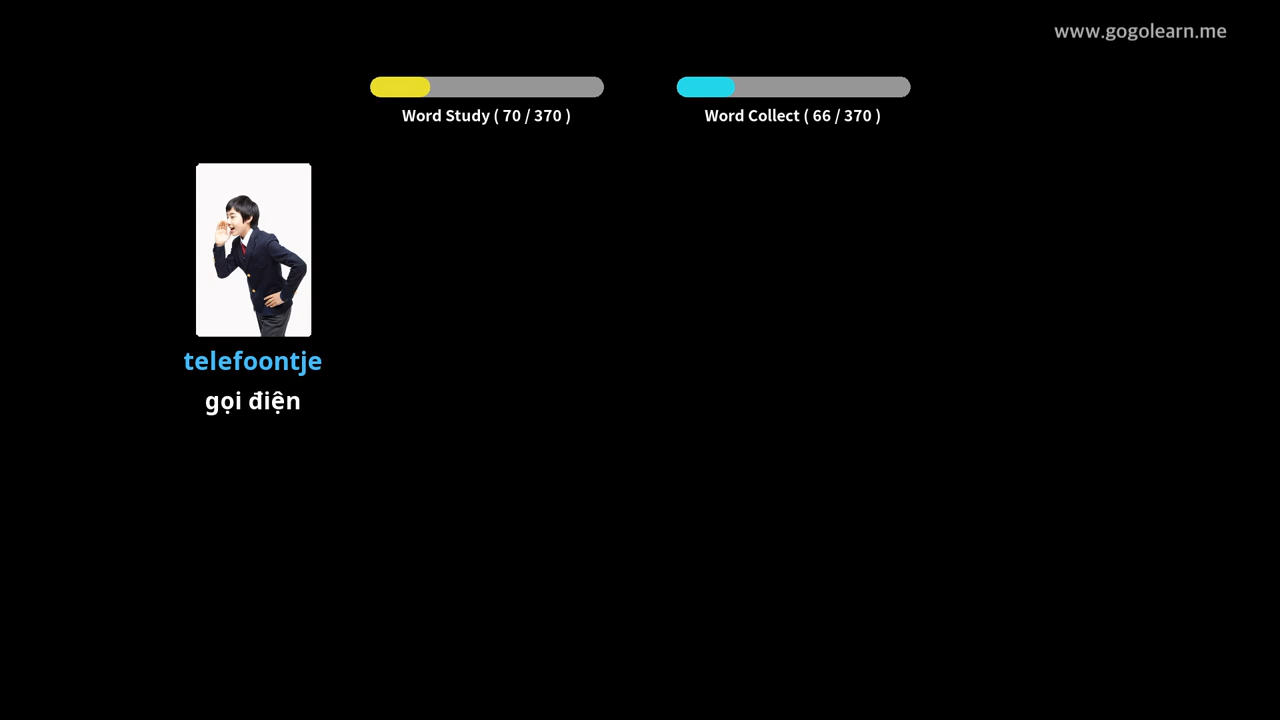 www.gogolearn.me
Word Study ( 70 / 370 )
Word Collect ( 66 / 370 )
telefoontje
gọi điện